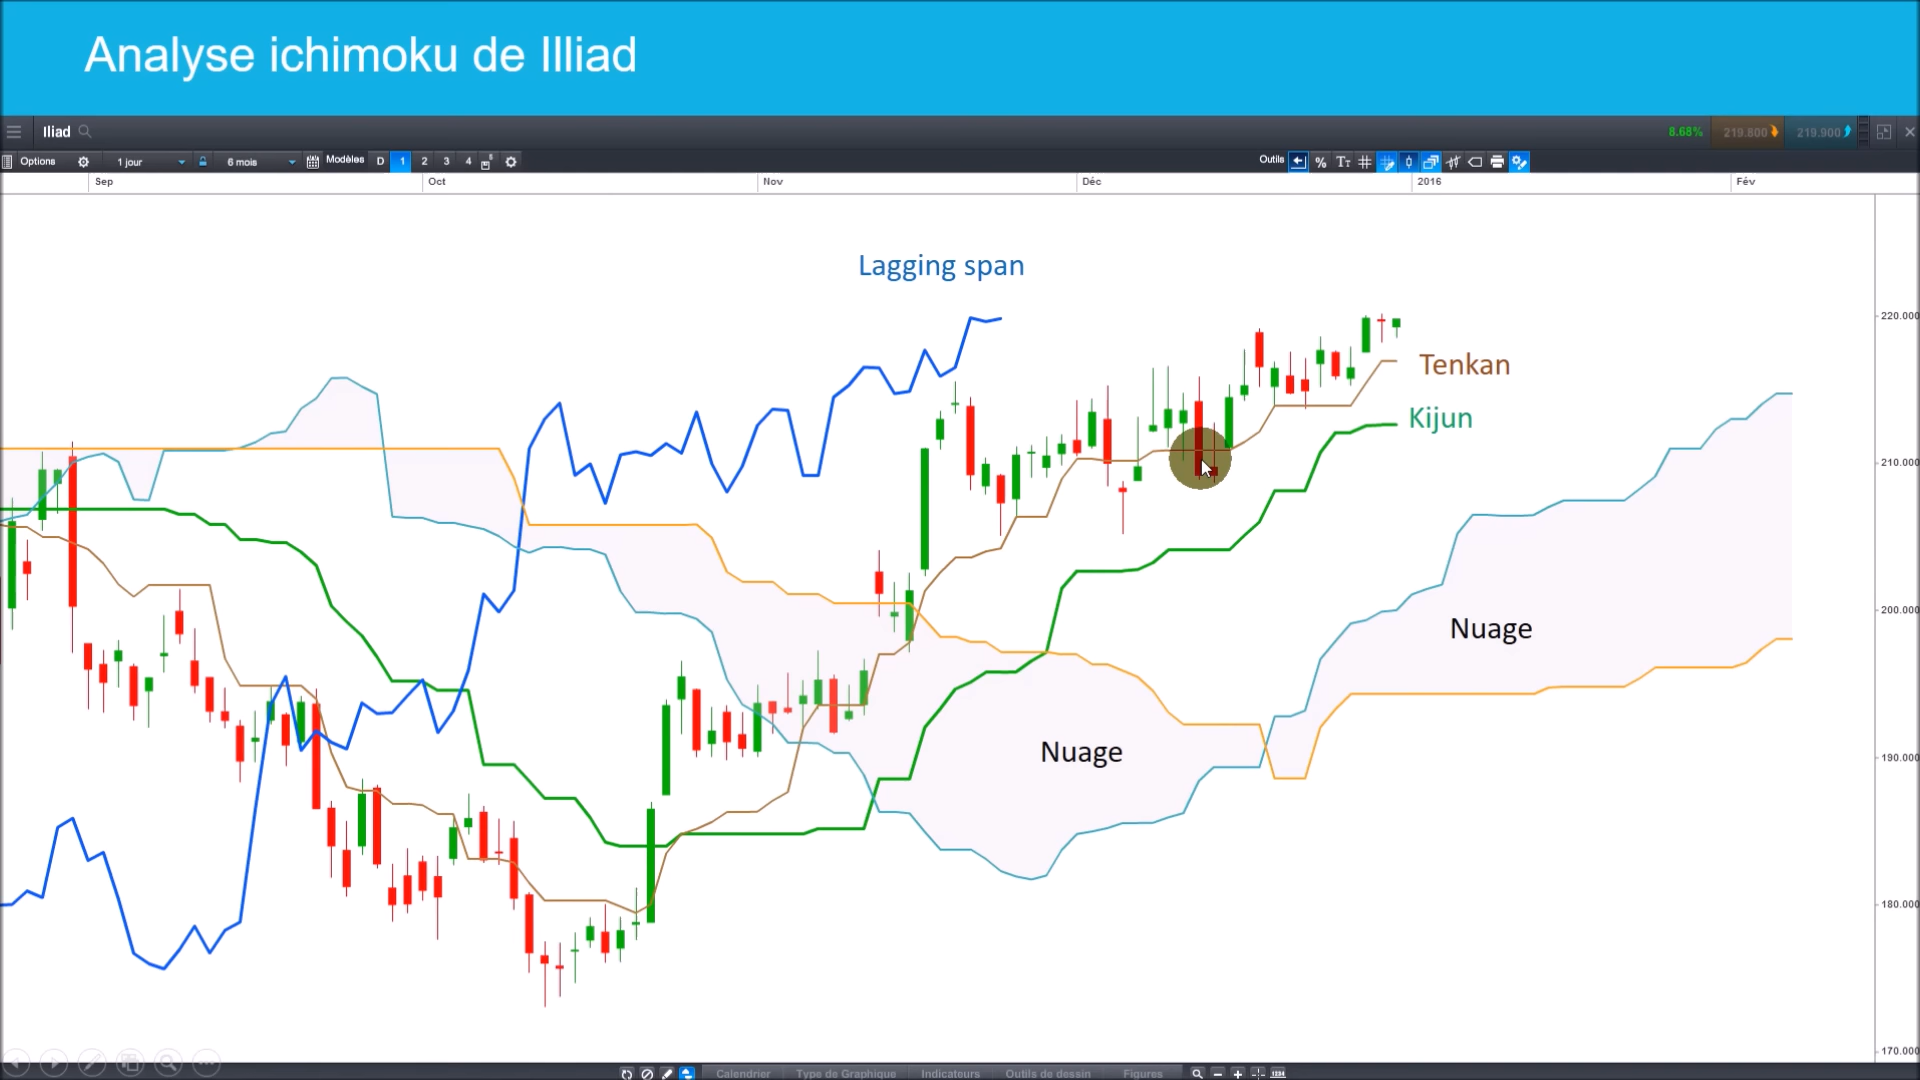 Analyse ichimoku de Illiad
Iliad
8.68%
219.800
219.900
Options
1 jour
6 mois
Modèles
D
1
2
3
4
Outils
%
Sep
Oct
Nov
Déc
2016
Fév
Lagging span
220.000
Tenkan
Kijun
210.000
200.000
Nuage
Nuage
190.000
180.000
170.000
Calendrier
Type de Graphique
Indicateurs
Outils de dessin
Figures